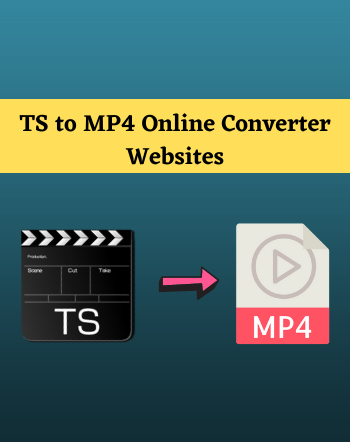 TS to MP4 Online Converter
Websites
Production
Scene Cut Take
TS
MP4